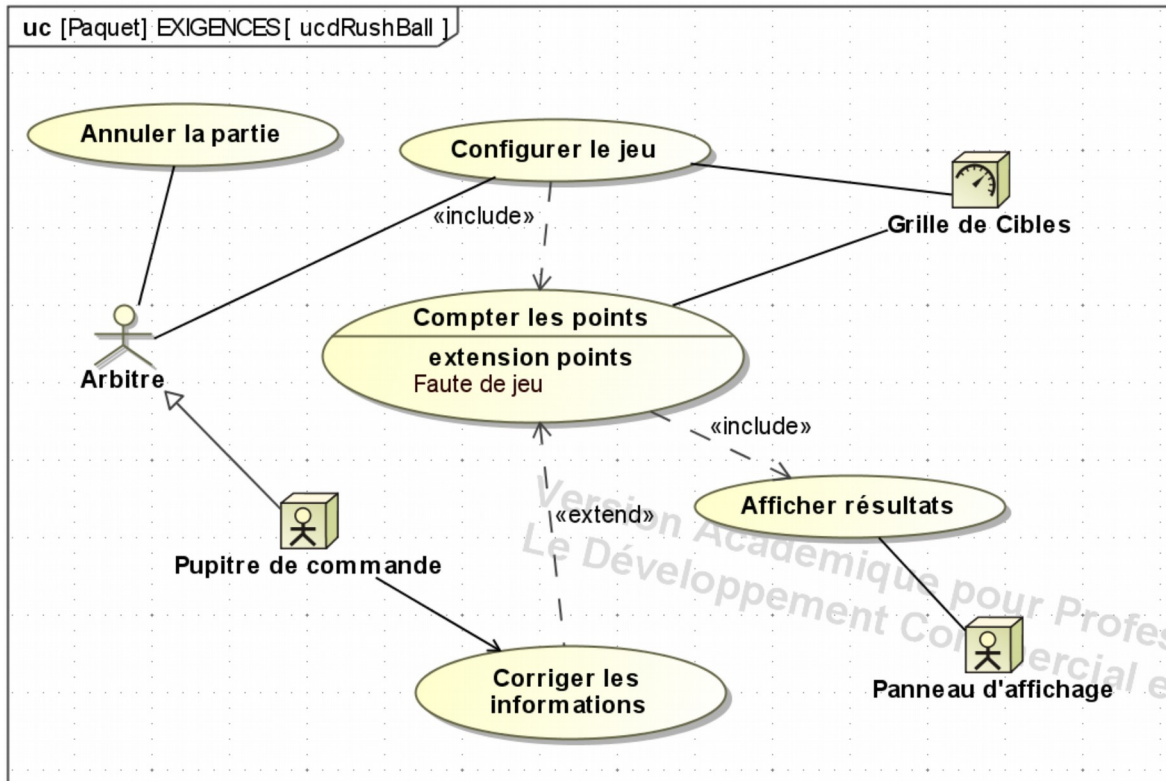 uc [Paquet] EXIGENCES [ ucdRushBall ]
Annuler la partie
Configurer le jeu
Grille de Cibles
«include»
Compter les points
extension points
Faute de jeu
Arbitre
«include»
Afficher résultats
«extend»
Pupitre de commande
Corriger les
informations
Panneau d'affichage
Version Académique pour Profes
Le Développement Commercial e